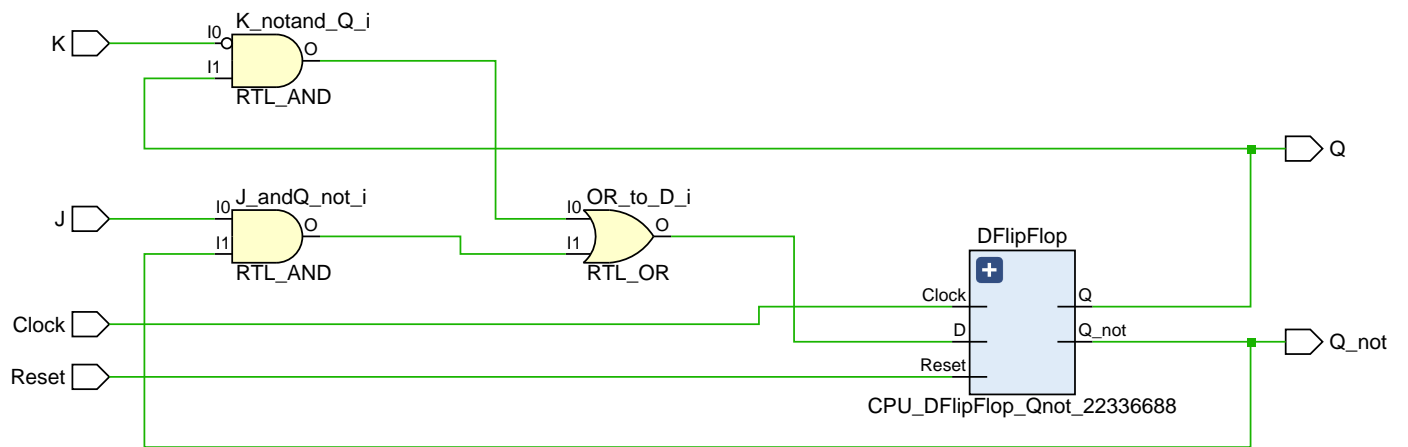 K_notand_Q_i
K
I0
O
I1
RTL_AND
Q
J_andQ_not_i
OR_to_D_i
J
I0
O
I0
O
I1
I1
RTL_AND
RTL_OR
DFlipFlop
Clock
Q
Clock
D
Q_not
Q_not
Reset
Reset
CPU_DFlipFlop_Qnot_22336688